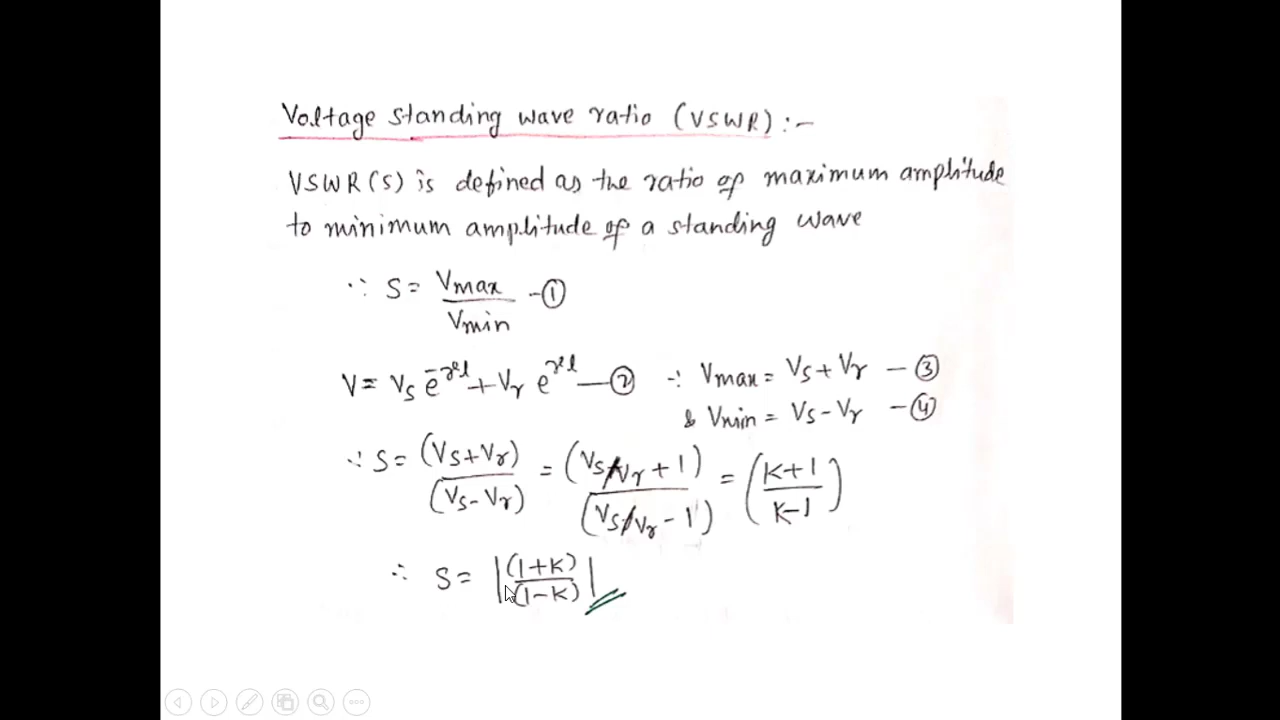 Voltage standing wave ratio (VSWR) :-
VSWR(S) is defined as the ratio of maximum amplitude
to minimum amplitude of a standing wave
∵ S = Vmax / Vmin - ①
V = Vs e^-γl + Vr e^γl - ② ∴ Vmax = Vs + Vr - ③
& Vmin = Vs - Vr - ④
∵ S = (Vs+Vr) / (Vs-Vr) = (Vs/Vr + 1) / (Vs/Vr - 1) = (K+1 / K-1)
∴ S = |(1+K) / (1-K)|